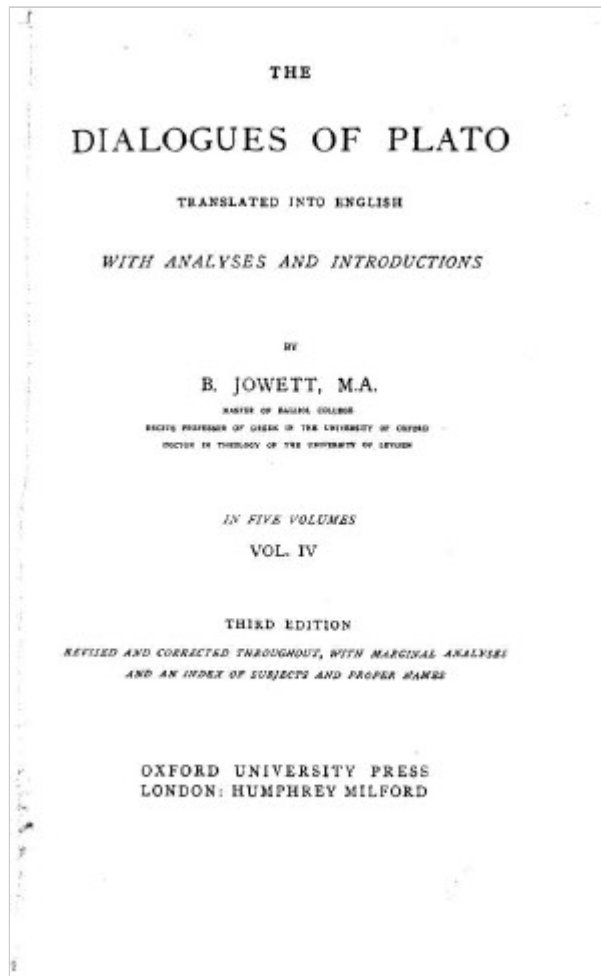 THE
DIALOGUES OF PLATO
TRANSLATED INTO ENGLISH
WITH ANALYSES AND INTRODUCTIONS
BY
B. JOWETT, M.A.
MASTER OF BALLIOL COLLEGE
REGIUS PROFESSOR OF GREEK IN THE UNIVERSITY OF OXFORD
DOCTOR IN THEOLOGY OF THE UNIVERSITY OF LEYDEN
IN FIVE VOLUMES
VOL. IV
THIRD EDITION
REVISED AND CORRECTED THROUGHOUT, WITH MARGINAL ANALYSES
AND AN INDEX OF SUBJECTS AND PROPER NAMES
OXFORD UNIVERSITY PRESS
LONDON: HUMPHREY MILFORD